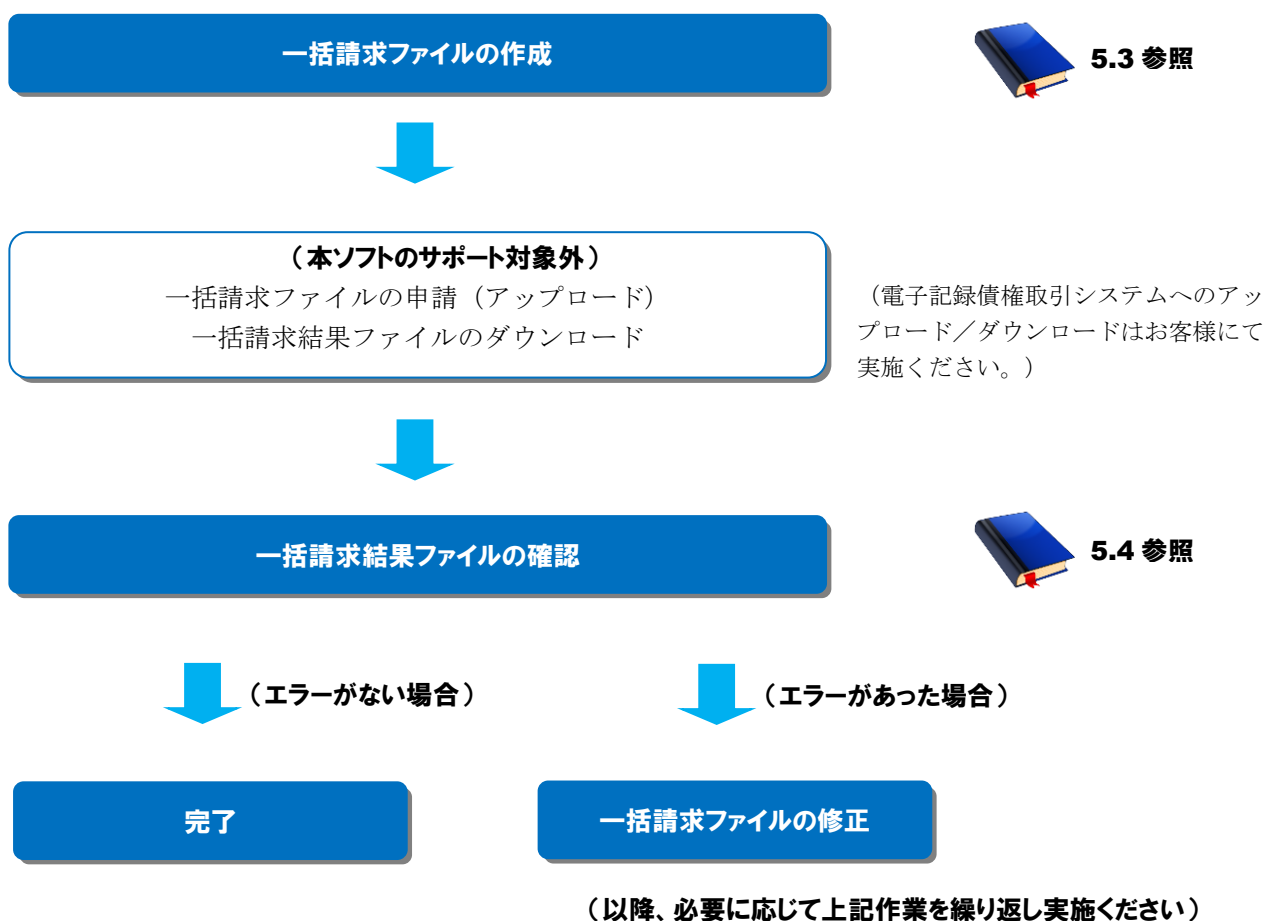 一括請求ファイルの作成
5.3 参照
（本ソフトのサポート対象外）
一括請求ファイルの申請（アップロード）
一括請求結果ファイルのダウンロード
（電子記録債権取引システムへのアッ
プロード／ダウンロードはお客様にて
実施ください。）
一括請求結果ファイルの確認
5.4 参照
（エラーがない場合）
（エラーがあった場合）
完了
一括請求ファイルの修正
（以降、必要に応じて上記作業を繰り返し実施ください）